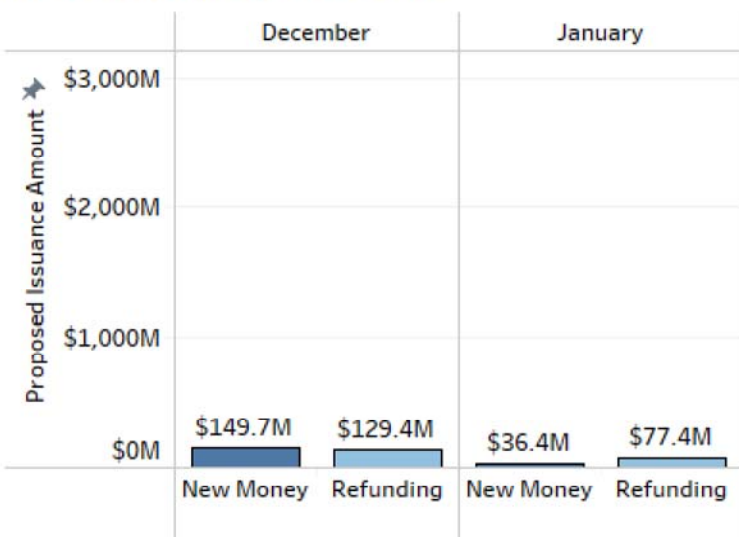 December
January
Proposed Issuance Amount
$3,000M
$2,000M
$1,000M
$0M
$149.7M
$129.4M
$36.4M
$77.4M
New Money
Refunding
New Money
Refunding